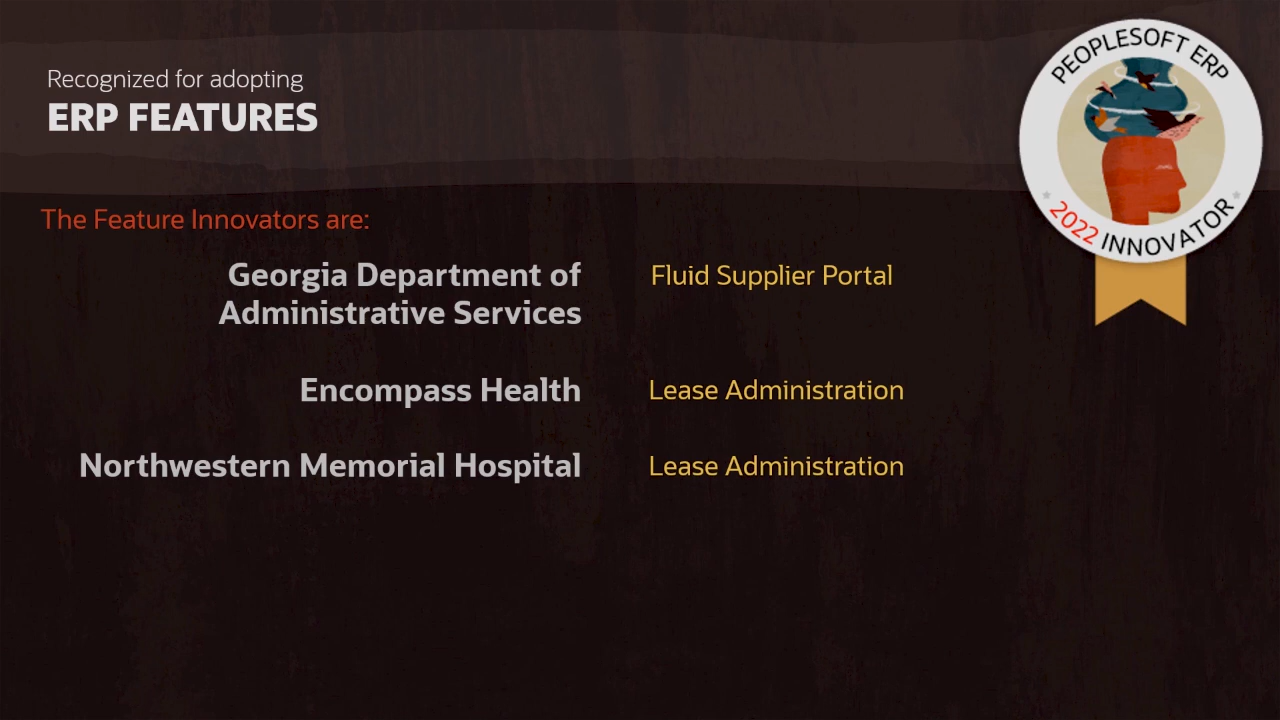 Recognized for adopting
ERP FEATURES
PEOPLESOFT ERP
2022 INNOVATOR
The Feature Innovators are:
Georgia Department of
Administrative Services
Fluid Supplier Portal
Encompass Health
Lease Administration
Northwestern Memorial Hospital
Lease Administration